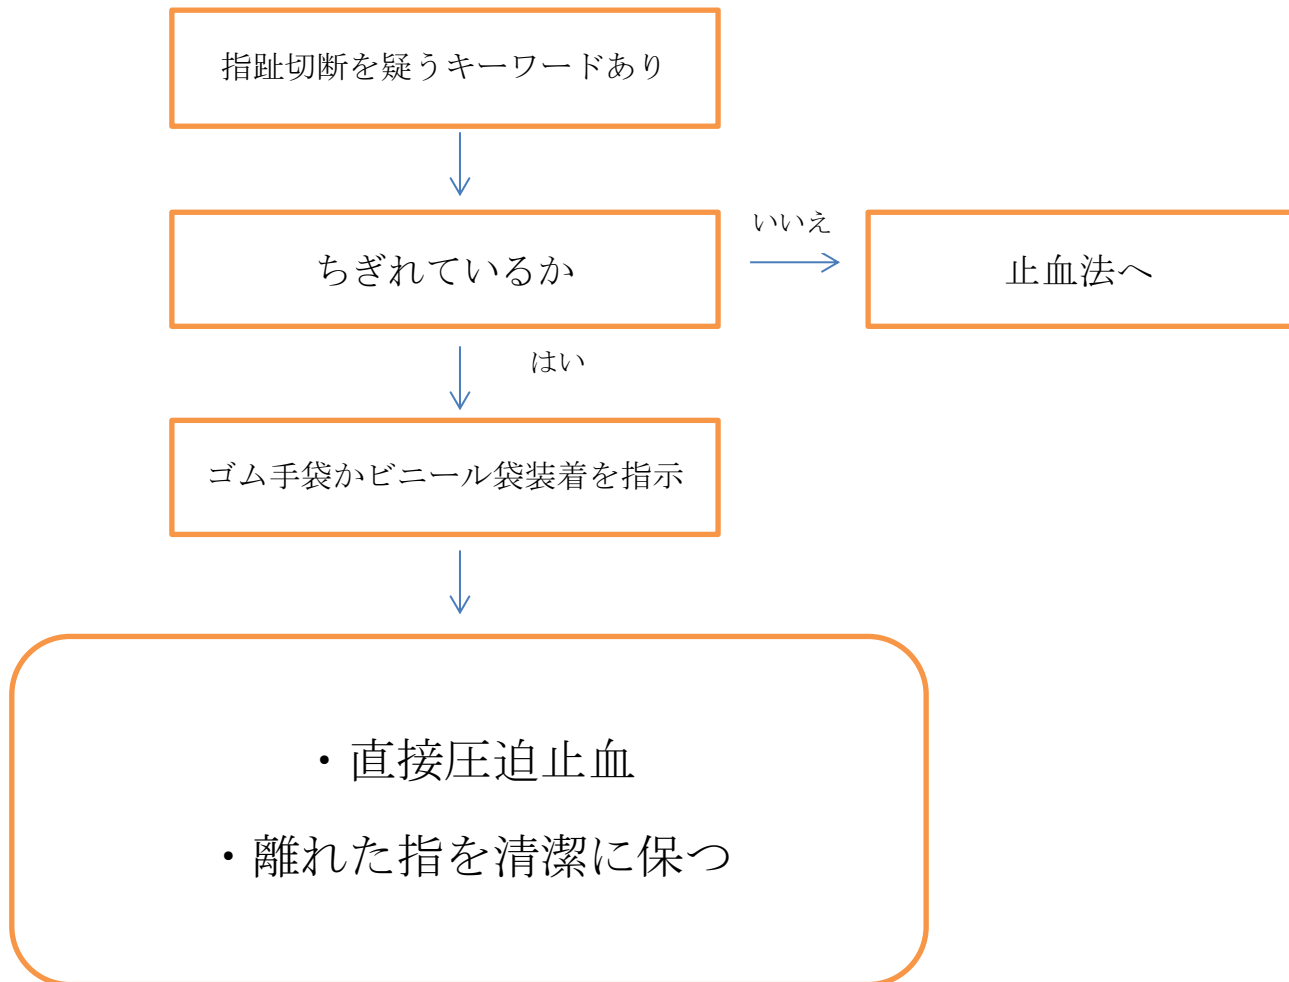 指趾切断を疑うキーワードあり
ちぎれているか
いいえ
止血法へ
はい
ゴム手袋かビニール袋装着を指示
・直接圧迫止血
・離れた指を清潔に保つ